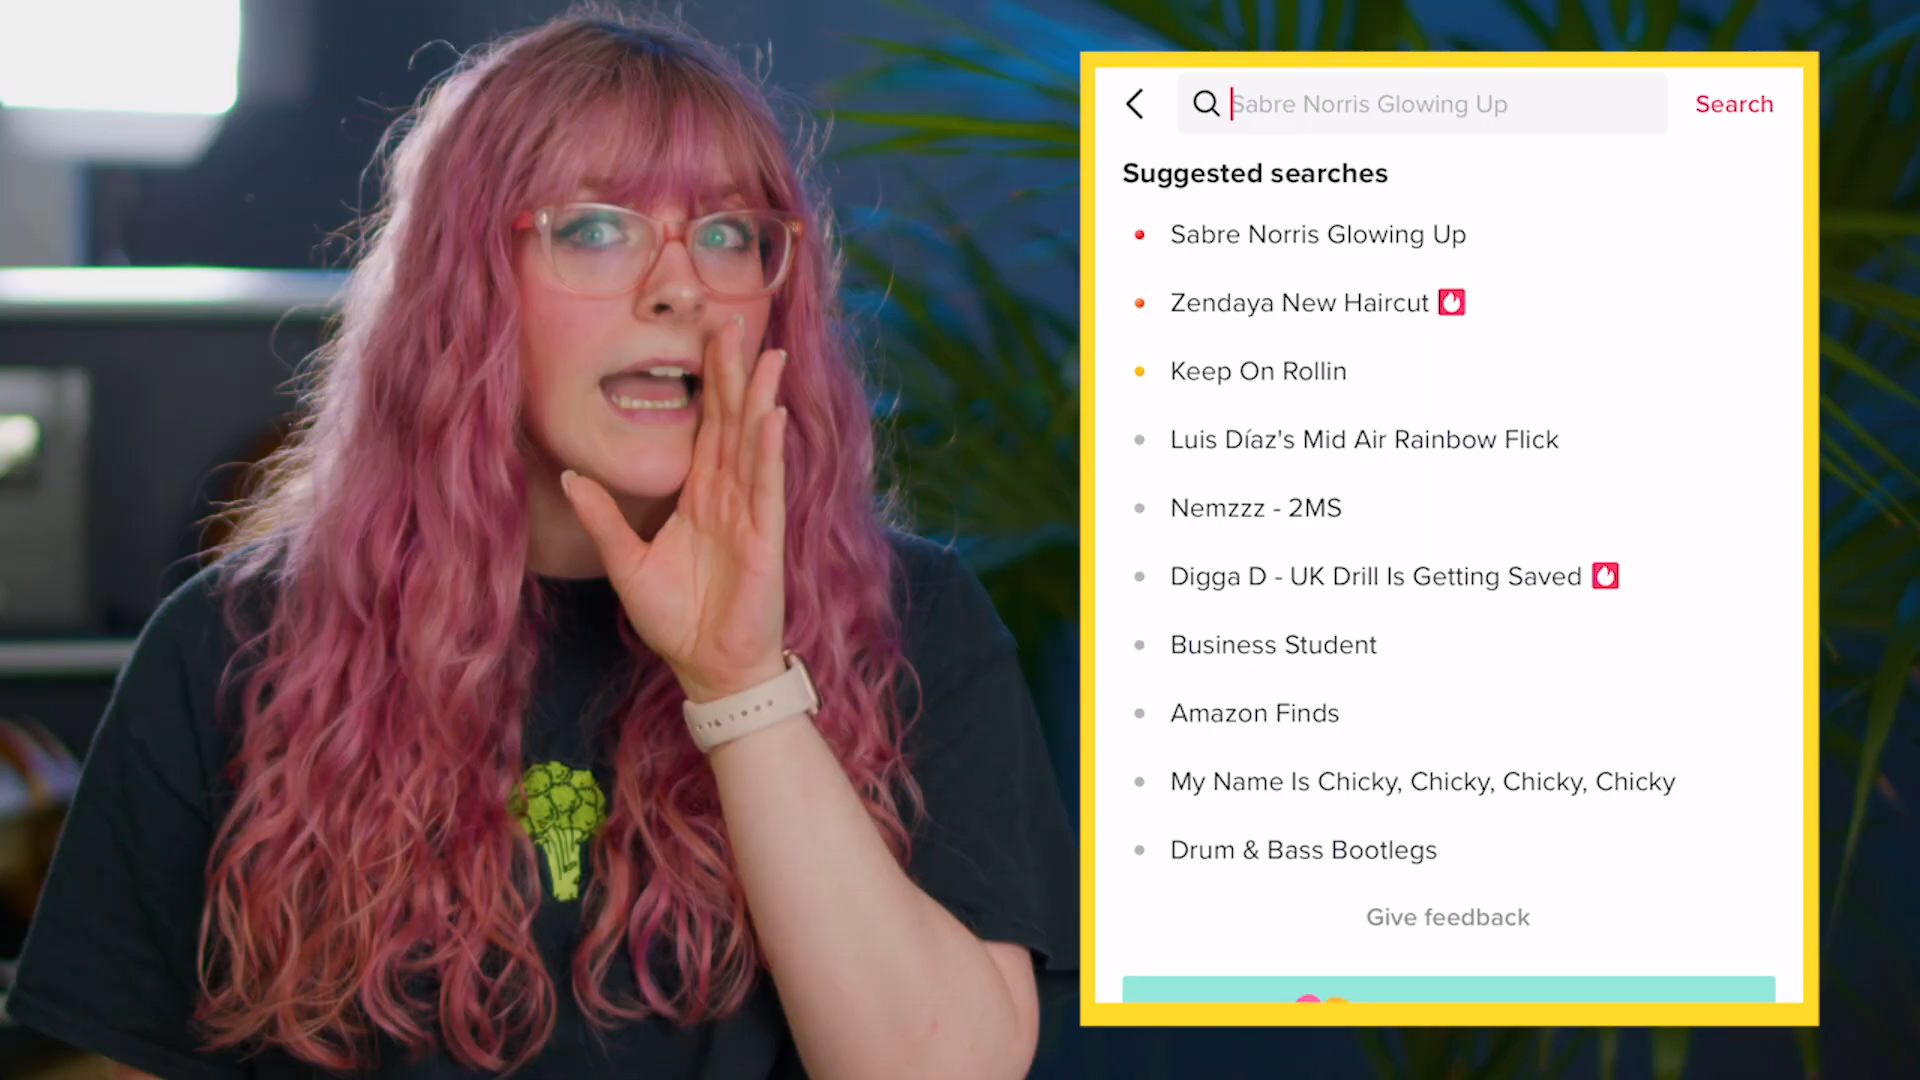 Sabre Norris Glowing Up
Search
Suggested searches
Sabre Norris Glowing Up
Zendaya New Haircut
Keep On Rollin
Luis Díaz's Mid Air Rainbow Flick
Nemzzz - 2MS
Digga D - UK Drill Is Getting Saved
Business Student
Amazon Finds
My Name Is Chicky, Chicky, Chicky, Chicky
Drum & Bass Bootlegs
Give feedback